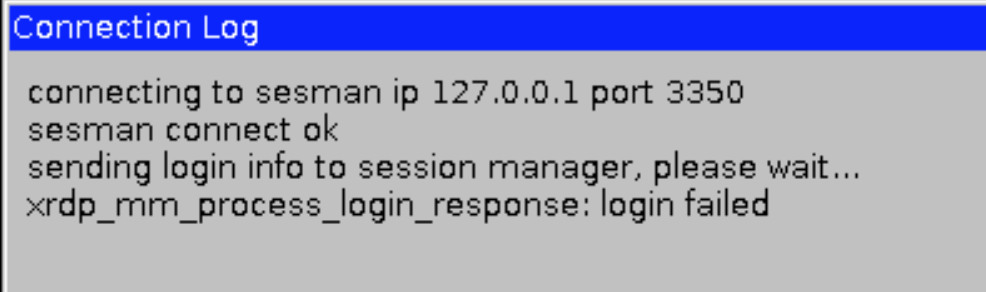 Connection Log
connecting to sesman ip 127.0.0.1 port 3350
sesman connect ok
sending login info to session manager, please wait...
xrdp_mm_process_login_response: login failed